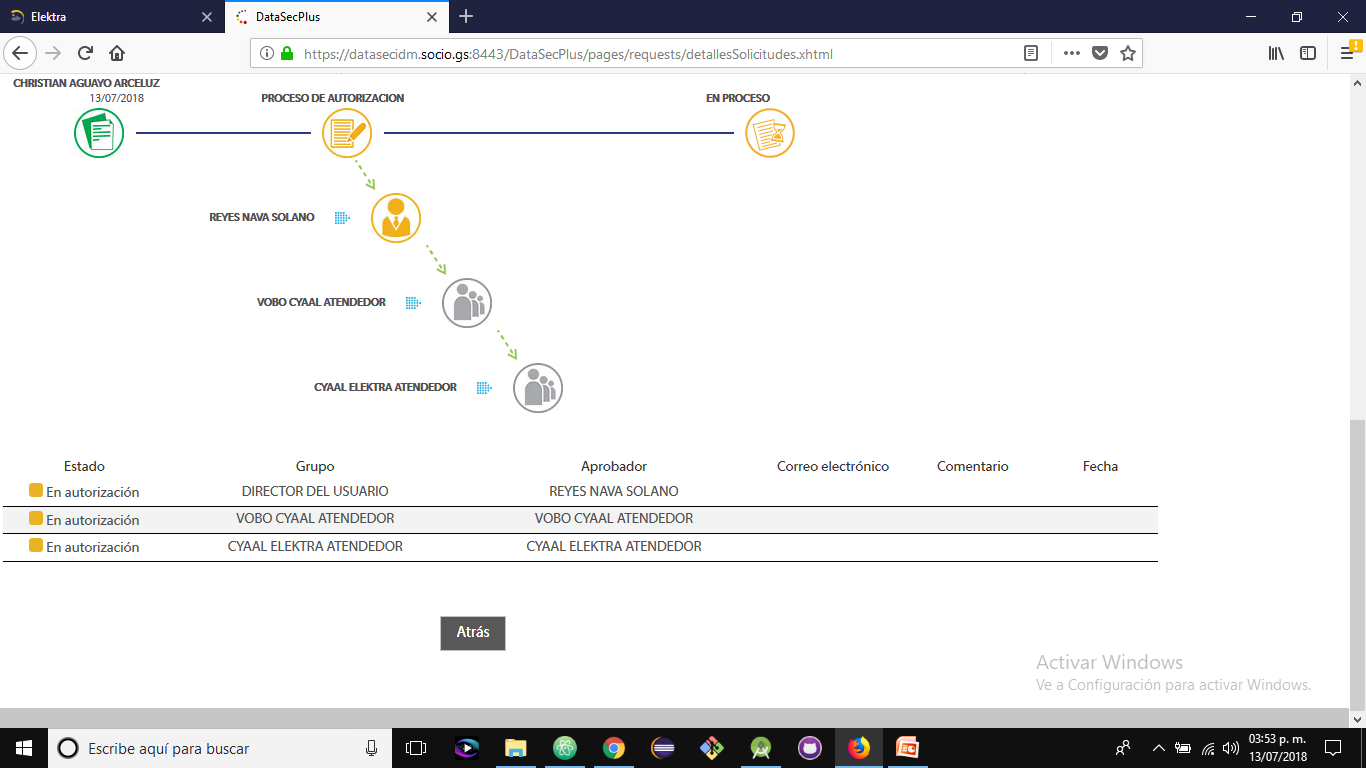 Elektra
DataSecPlus
https://datasecidm.socio.gs:8443/DataSecPlus/pages/requests/detallesSolicitudes.xhtml
CHRISTIAN AGUAYO ARCELUZ
13/07/2018
PROCESO DE AUTORIZACION
EN PROCESO
REYES NAVA SOLANO
VOBO CYAAL ATENDEDOR
CYAAL ELEKTRA ATENDEDOR
Estado Grupo Aprobador Correo electrónico Comentario Fecha
En autorización DIRECTOR DEL USUARIO REYES NAVA SOLANO
En autorización VOBO CYAAL ATENDEDOR VOBO CYAAL ATENDEDOR
En autorización CYAAL ELEKTRA ATENDEDOR CYAAL ELEKTRA ATENDEDOR
Atrás
Activar Windows
Ve a Configuración para activar Windows.
Escribe aquí para buscar
03:53 p. m.
13/07/2018